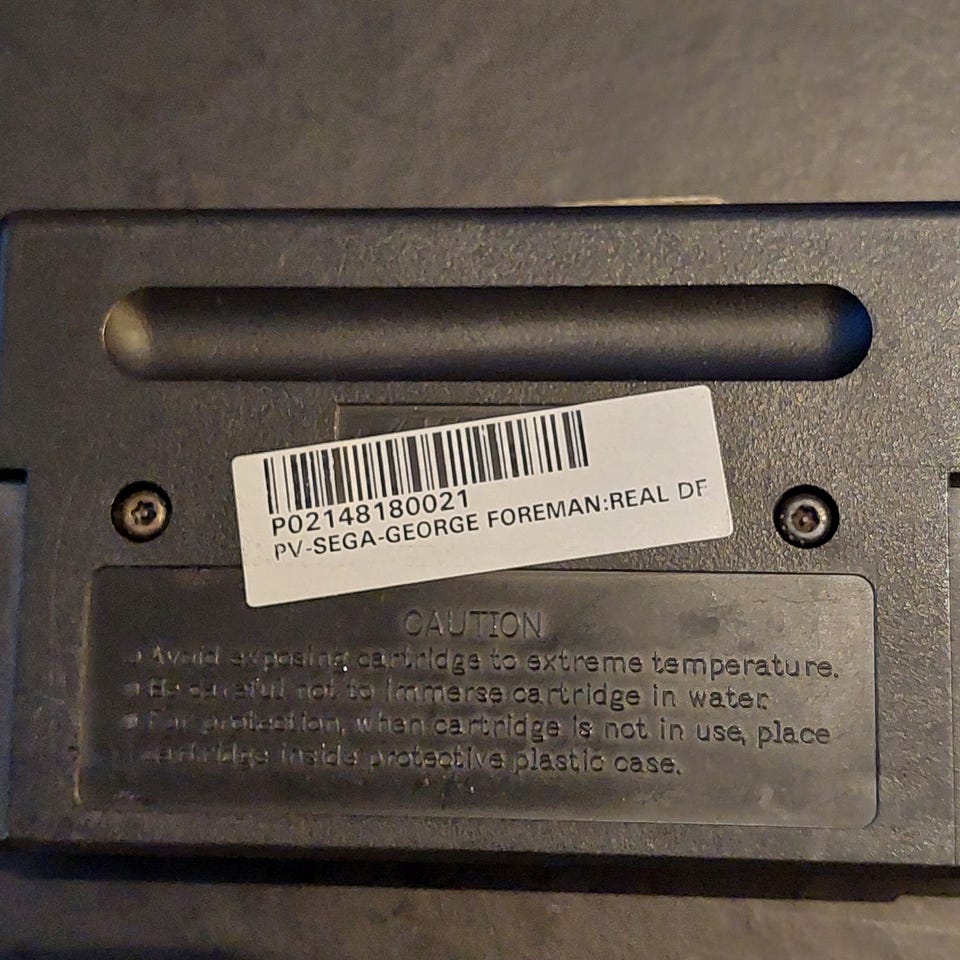 P02148180021
PV-SEGA-GEORGE FOREMAN:REAL DF
CAUTION
• Avoid exposing cartridge to extreme temperature.
• Be careful not to immerse cartridge in water.
• For protection, when cartridge is not in use, place
cartridge inside protective plastic case.